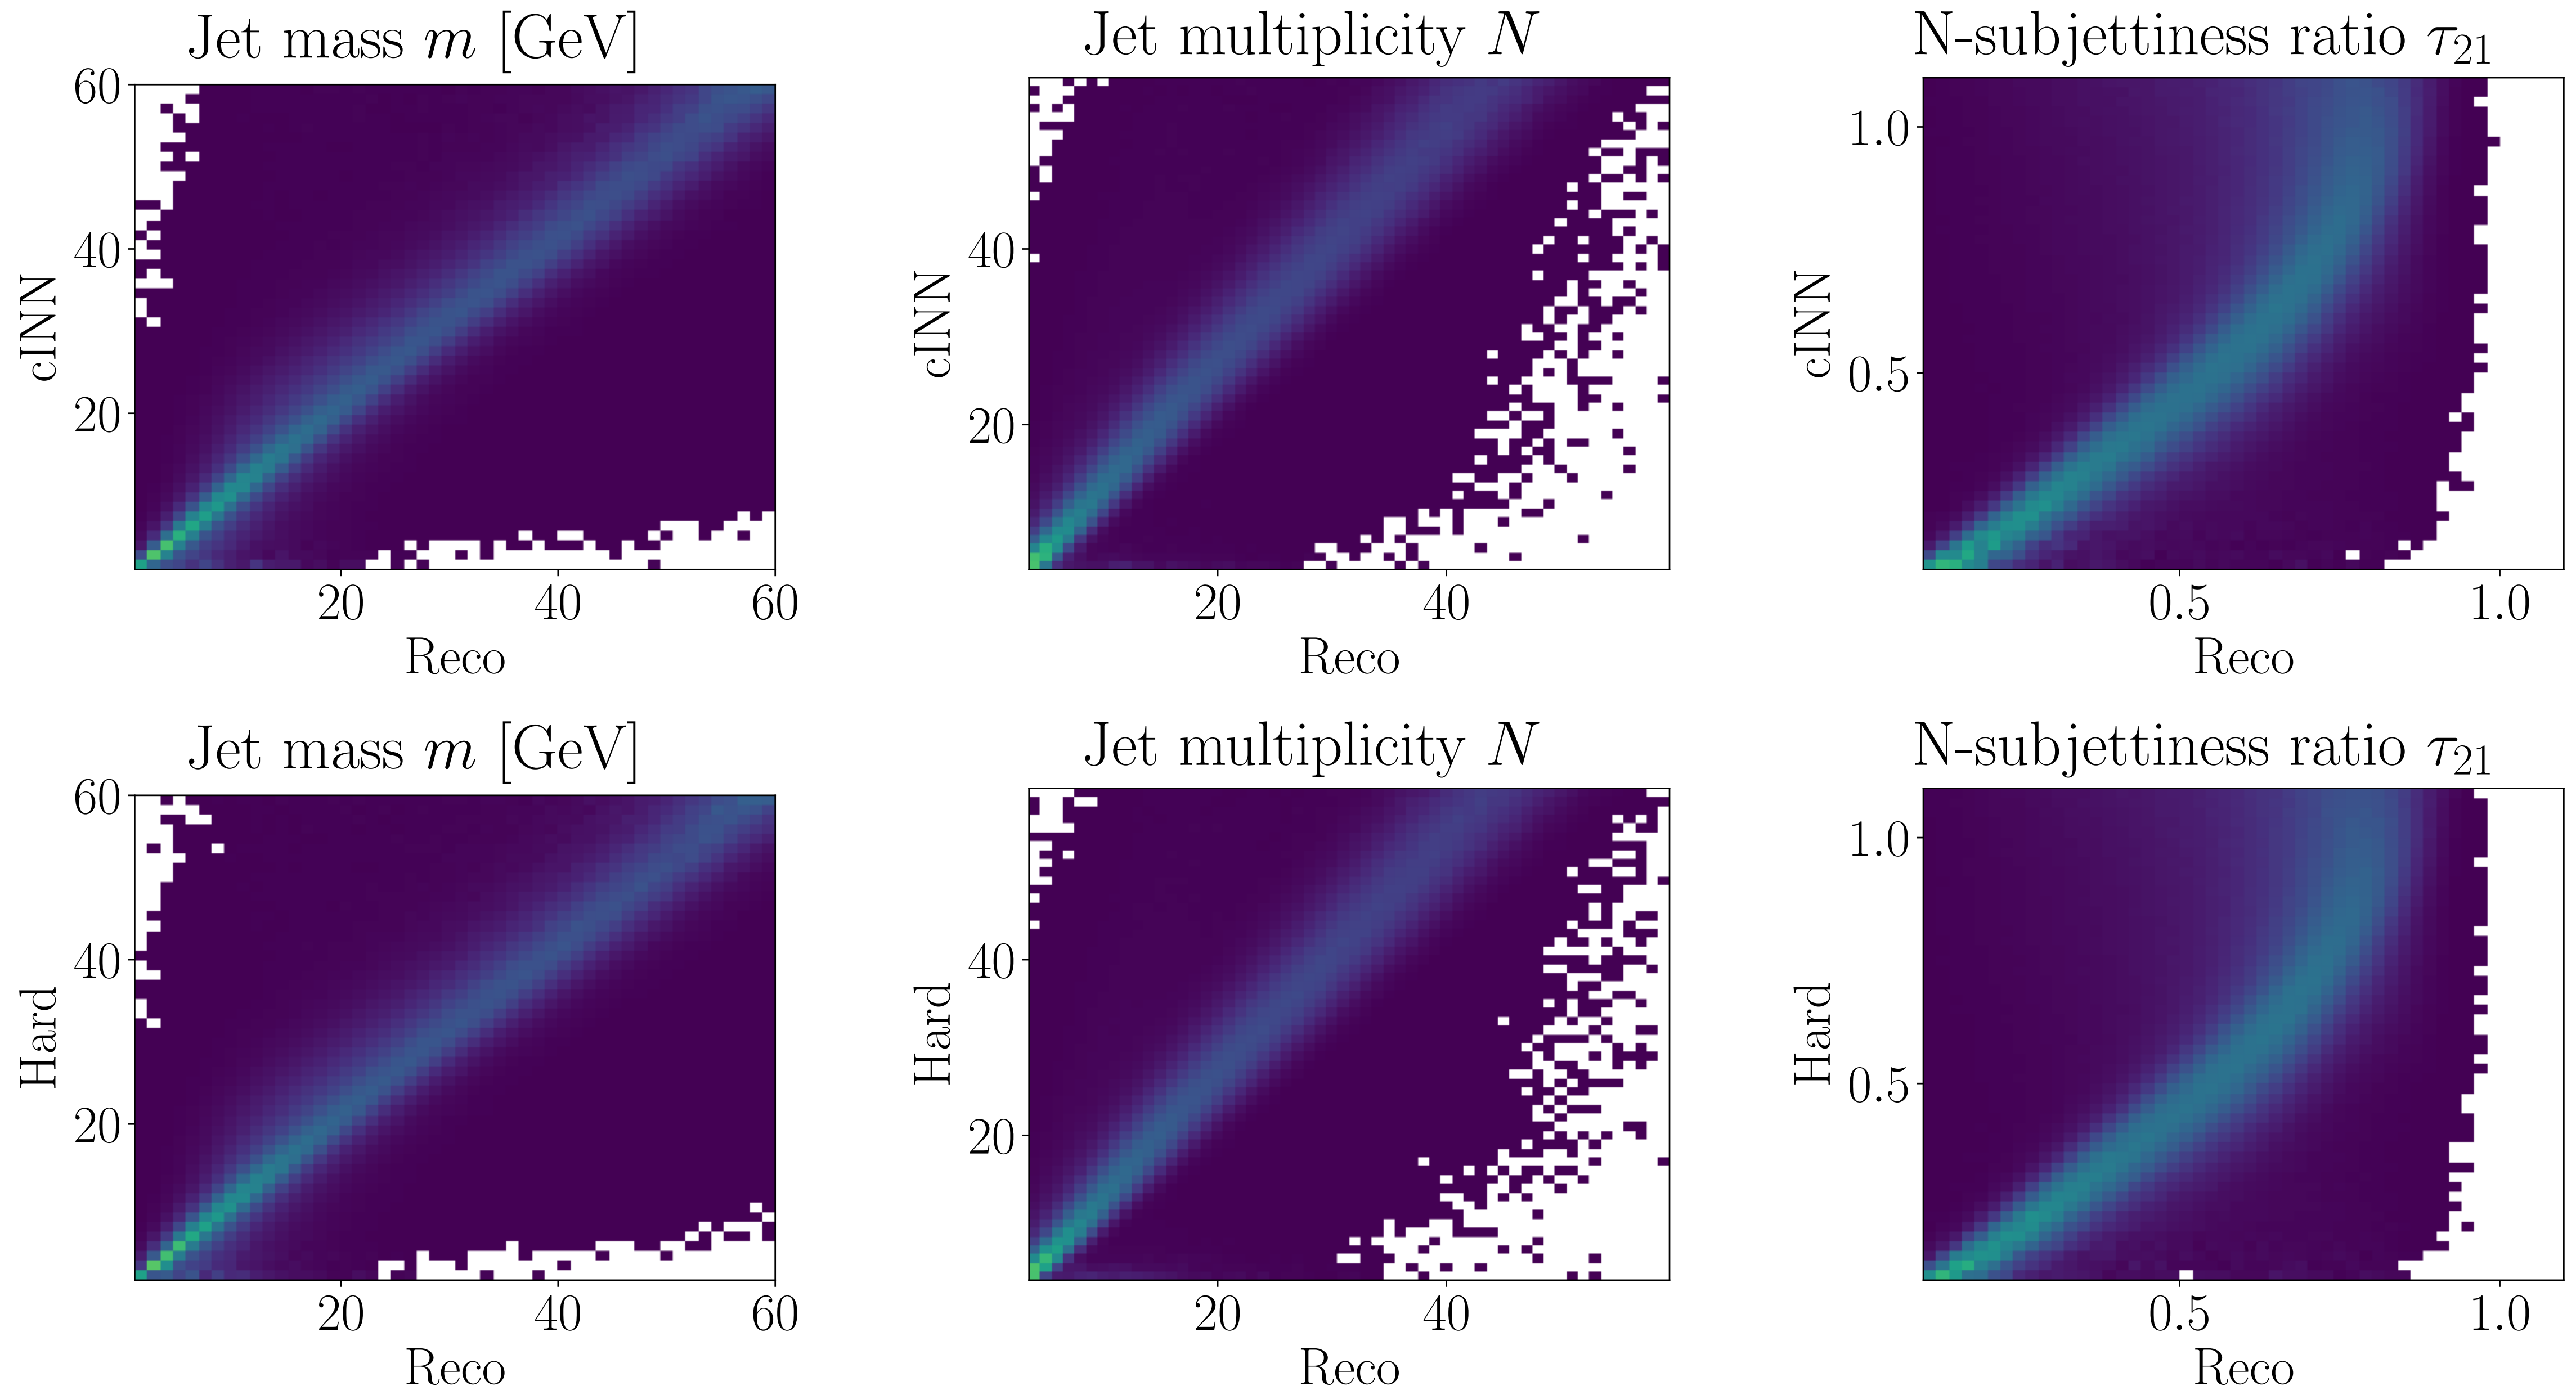 Jet mass m [GeV]
60
40
20
cINN
20 40 60
Reco
Jet multiplicity N
40
20
cINN
20 40
Reco
N-subjettiness ratio τ21
1.0
0.5
cINN
0.5 1.0
Reco
Jet mass m [GeV]
60
40
20
Hard
20 40 60
Reco
Jet multiplicity N
40
20
Hard
20 40
Reco
N-subjettiness ratio τ21
1.0
0.5
Hard
0.5 1.0
Reco